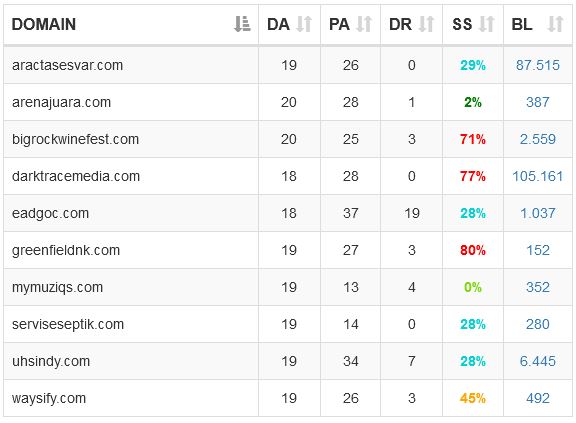 DOMAIN DA PA DR SS BL
aractasesvar.com 19 26 0 29% 87.515
arenajuara.com 20 28 1 2% 387
bigrockwinefest.com 20 25 3 71% 2.559
darktracemedia.com 18 28 0 77% 105.161
eadgoc.com 18 37 19 28% 1.037
greenfieldnk.com 19 27 3 80% 152
mymuziqs.com 19 13 4 0% 352
serviseseptik.com 19 14 0 28% 280
uhsindy.com 19 34 7 28% 6.445
waysify.com 19 26 3 45% 492